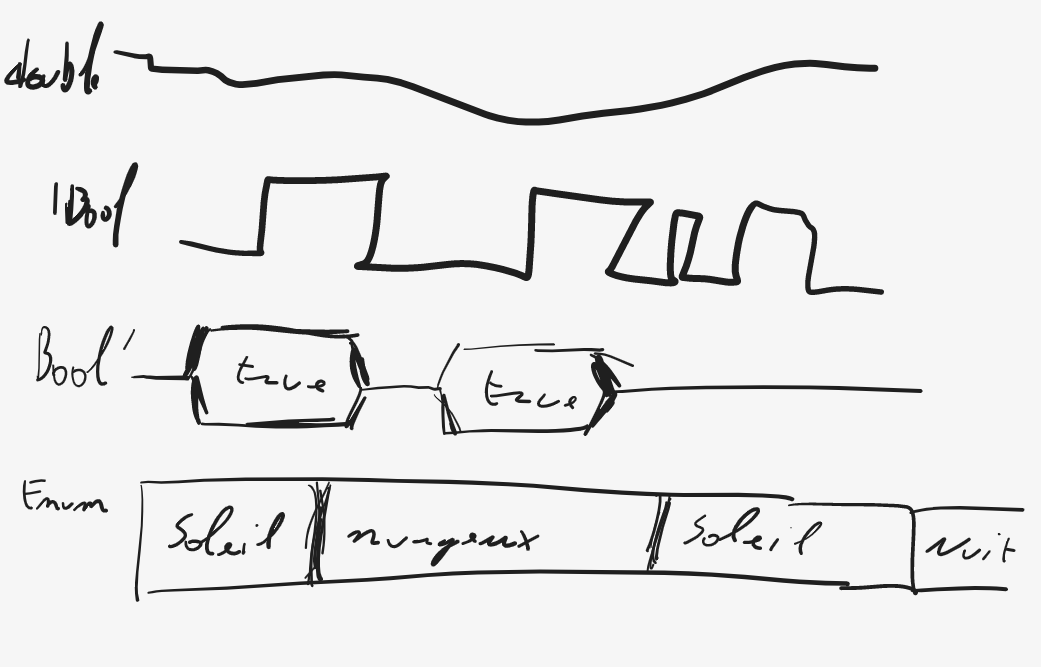 double
Bool
Bool'
true
true
Enum
Soleil
nuageux
Soleil
Nuit